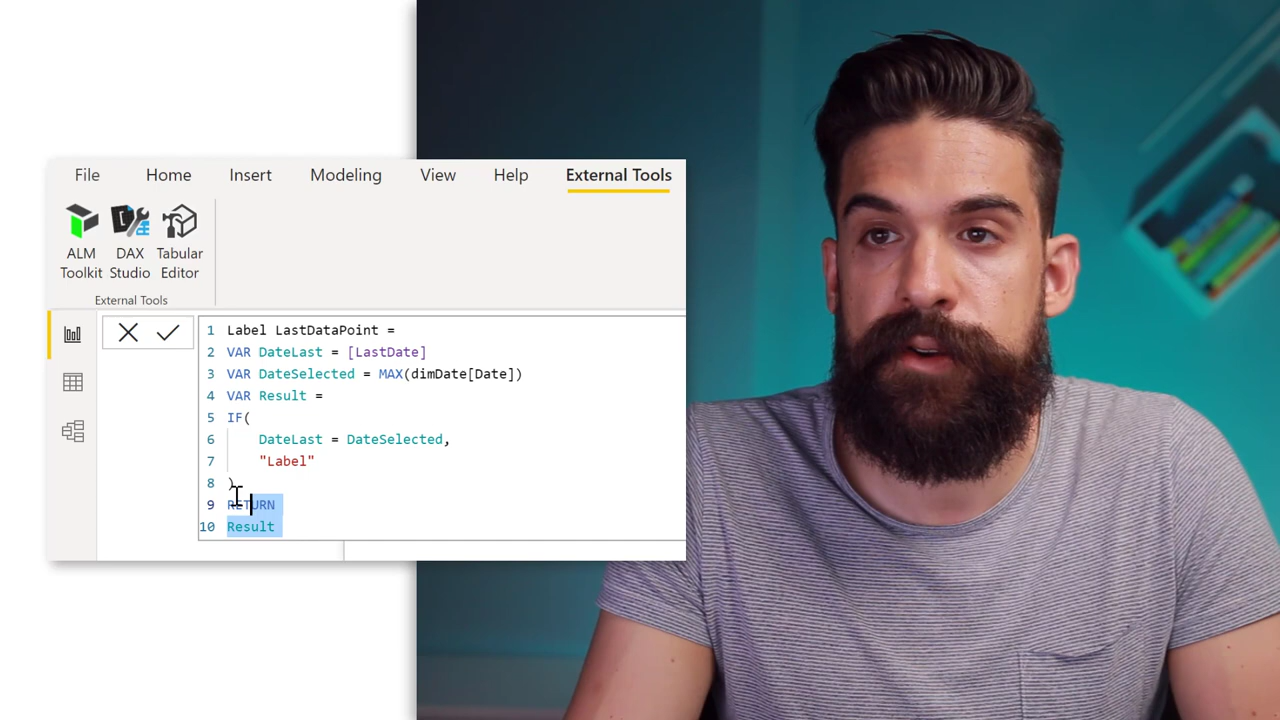 File Home Insert Modeling View Help External Tools
ALM Toolkit
DAX Studio
Tabular Editor
External Tools
1 Label LastDataPoint =
2 VAR DateLast = [LastDate]
3 VAR DateSelected = MAX(dimDate[Date])
4 VAR Result =
5 IF(
6 DateLast = DateSelected,
7 "Label"
8 )
9 RETURN
10 Result